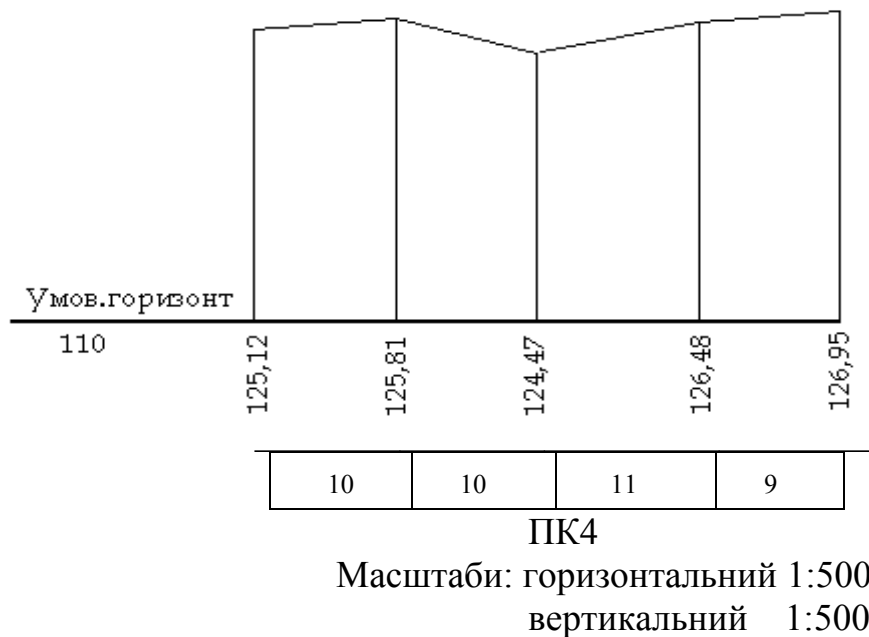 Умов.горизонт
110
125,12
125,81
124,47
126,48
126,95
10 10 11 9
ПК4
Масштаби: горизонтальний 1:500
вертикальний 1:500